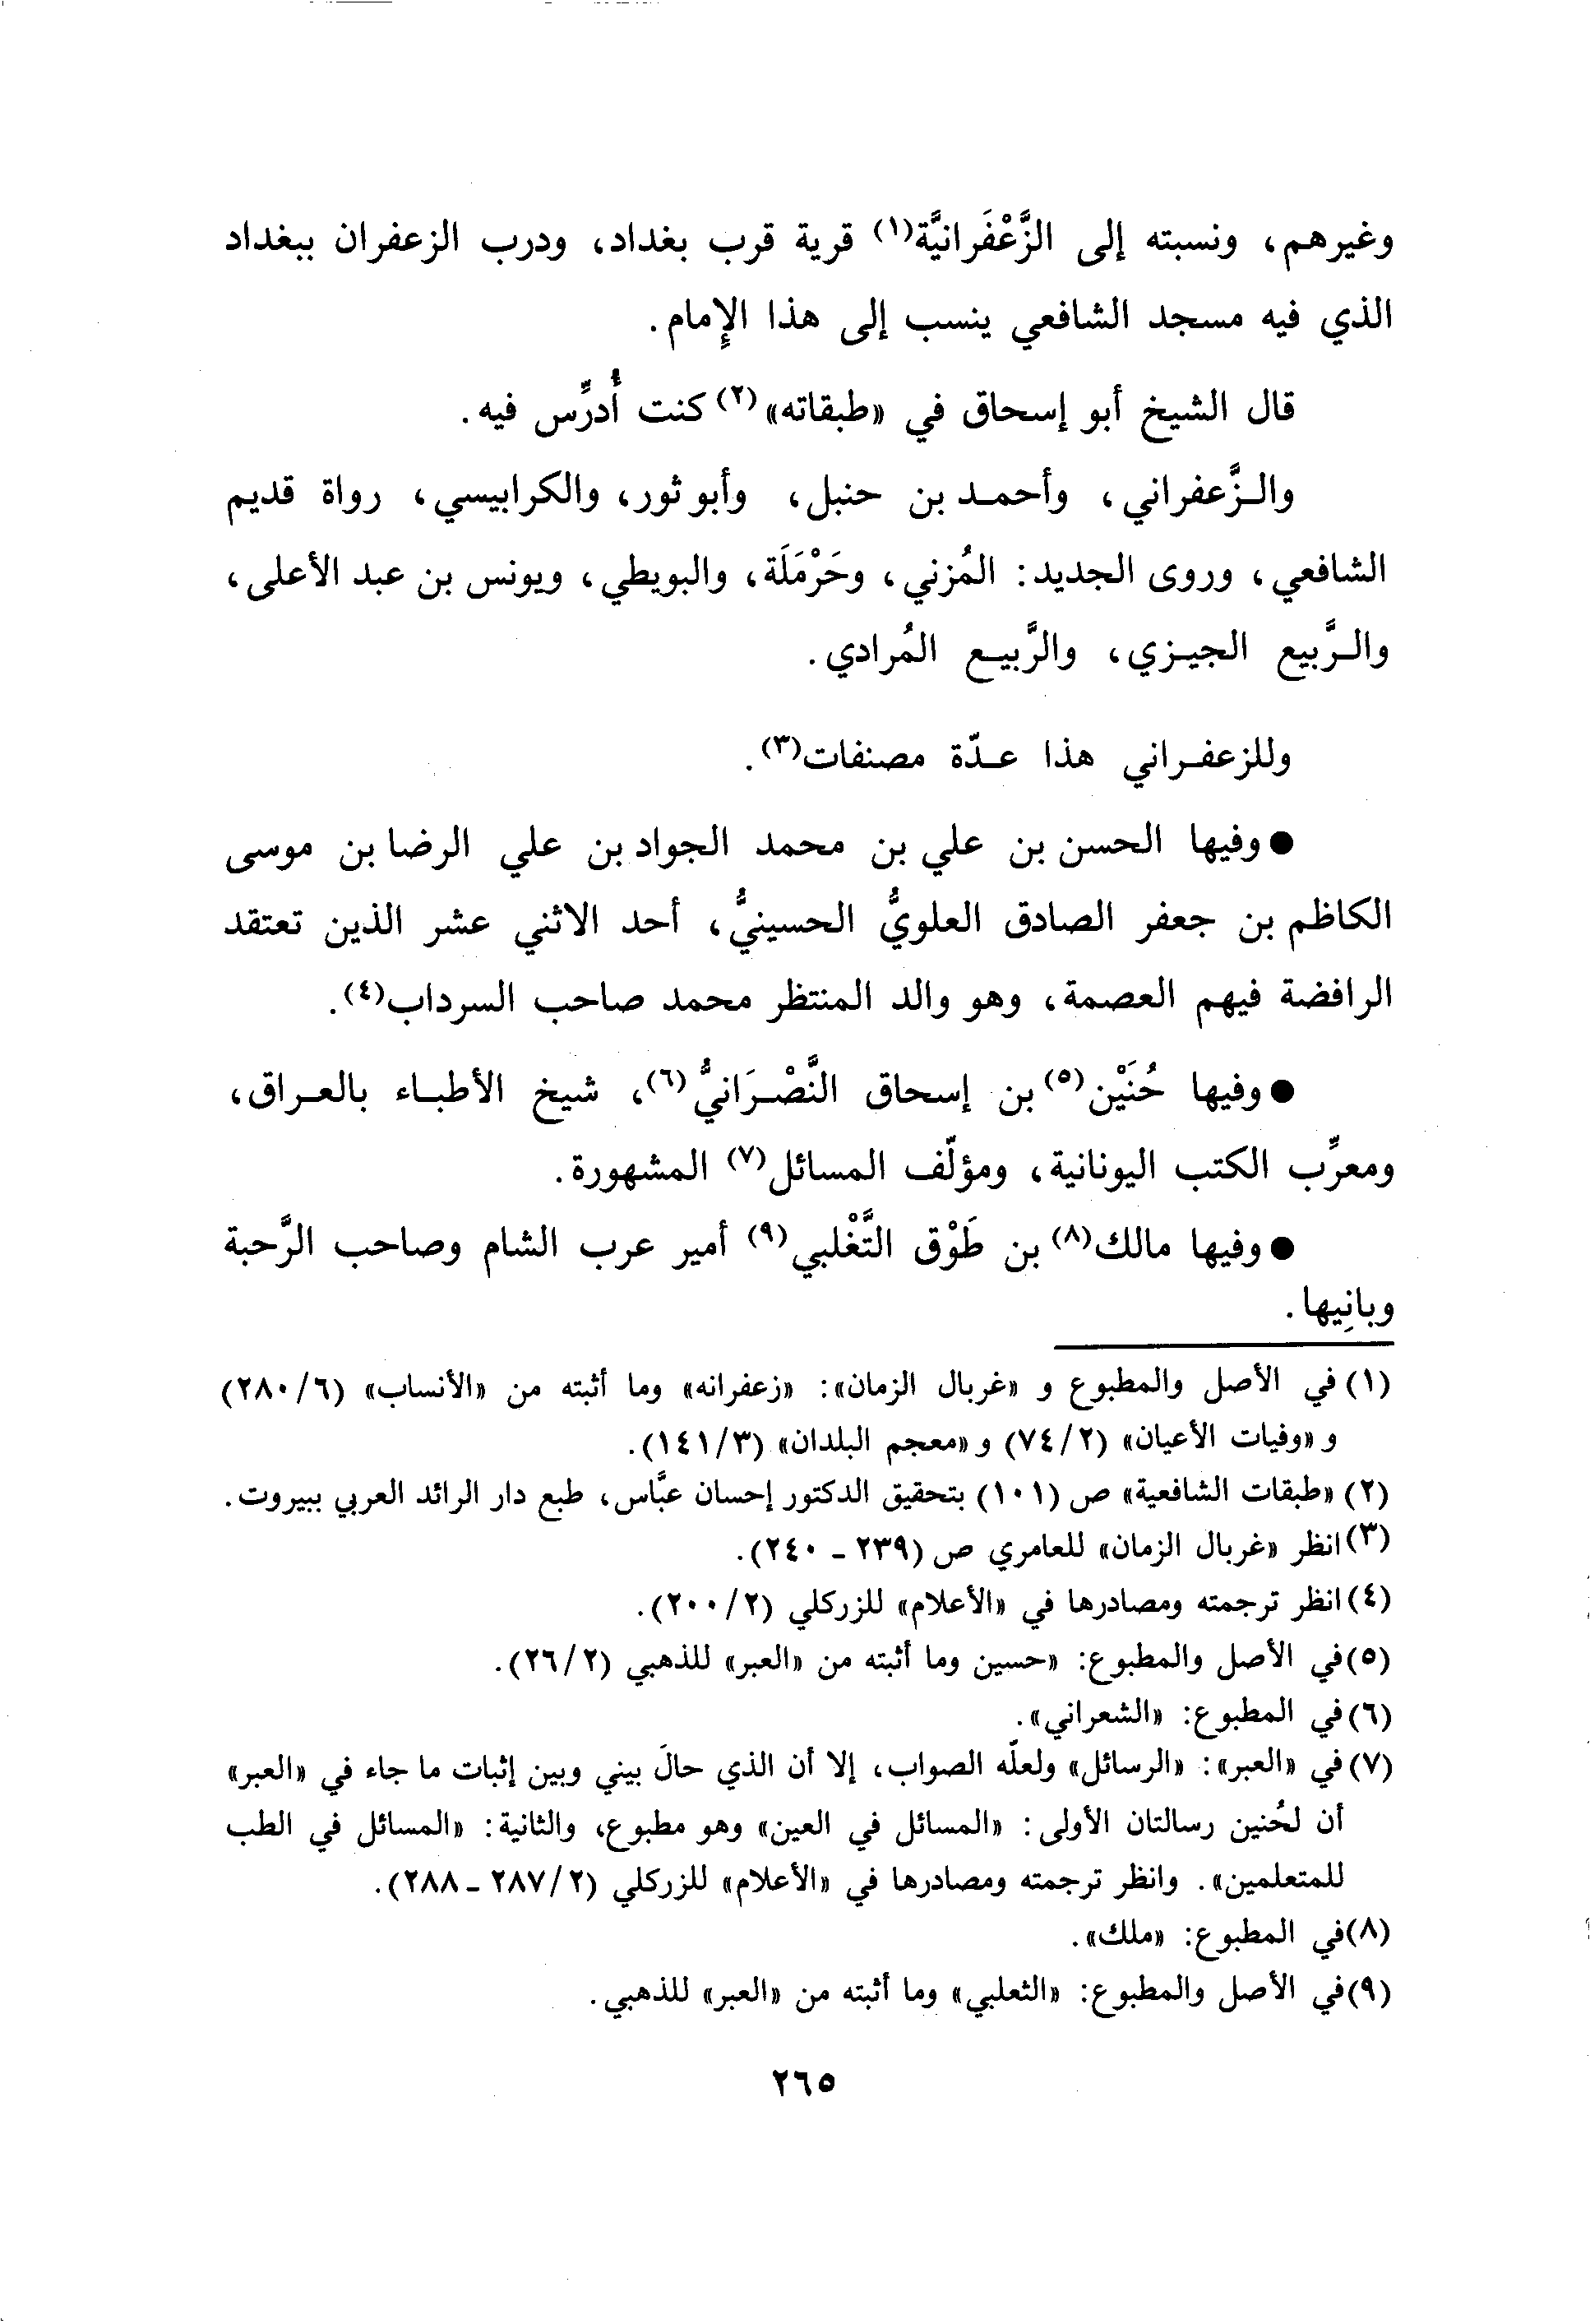 وغيرهم، ونسبته إلى الزَّعْفَرانيَّة(١) قرية قرب بغداد، ودرب الزعفران ببغداد
الذي فيه مسجد الشافعي ينسب إلى هذا الإِمام.
قال الشيخ أبو إسحاق في «طبقاته»(٢) كنت أُدرِّس فيه.
والـزَّعفراني، وأحمـد بن حنبل، وأبو ثور، والكرابيسي، رواة قديم
الشافعي، وروى الجديد: المُزني، وحَرْمَلَة، والبويطي، ويونس بن عبد الأعلى،
والـرَّبيع الجيـزي، والرَّبيـع المُرادي.
وللزعفـراني هذا عـدّة مصنفات(٣).
● وفيها الحسن بن علي بن محمد الجواد بن علي الرضا بن موسى
الكاظم بن جعفر الصادق العلويُّ الحسينيُّ، أحد الاثني عشر الذين تعتقد
الرافضة فيهم العصمة، وهو والد المنتظر محمد صاحب السرداب(٤).
● وفيها حُنَيْن(٥) بن إسحاق النَّصْـرَانيُّ(٦)، شيخ الأطبـاء بالعـراق،
ومعرِّب الكتب اليونانية، ومؤلّف المسائل(٧) المشهورة.
● وفيها مالك(٨) بن طَوْق التَّغْلبي(٩) أمير عرب الشام وصاحب الرَّحبة
وبانِيها.
(١) في الأصل والمطبوع و «غربال الزمان»: «زعفرانه» وما أثبته من «الأنساب» (٢٨٠/٦)
و «وفيات الأعيان» (٧٤/٢) و «معجم البلدان» (١٤١/٣).
(٢) «طبقات الشافعية» ص (١٠١) بتحقيق الدكتور إحسان عبَّاس، طبع دار الرائد العربي ببيروت.
(٣) انظر «غربال الزمان» للعامري ص (٢٣٩ - ٢٤٠).
(٤) انظر ترجمته ومصادرها في «الأعلام» للزركلي (٢٠٠/٢).
(٥) في الأصل والمطبوع: «حسين وما أثبته من «العبر» للذهبي (٢٦/٢).
(٦) في المطبوع: «الشعراني».
(٧) في «العبر»: «الرسائل» ولعلّه الصواب، إلا أن الذي حالَ بيني وبين إثبات ما جاء في «العبر»
أن لحُنين رسالتان الأولى: «المسائل في العين» وهو مطبوع، والثانية: «المسائل في الطب
للمتعلمين». وانظر ترجمته ومصادرها في «الأعلام» للزركلي (٢٨٧/٢ - ٢٨٨).
(٨) في المطبوع: «ملك».
(٩) في الأصل والمطبوع: «الثعلبي» وما أثبته من «العبر» للذهبي.
٢٦٥